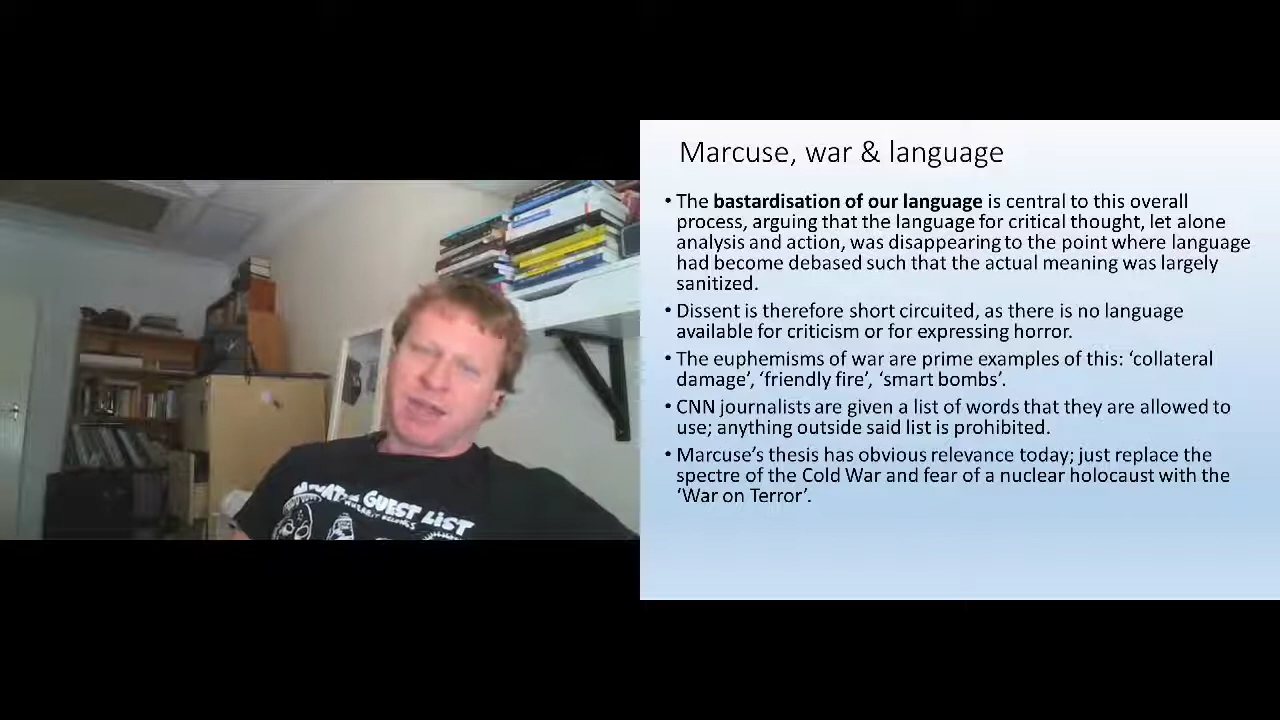 Marcuse, war & language
• The bastardisation of our language is central to this overall
process, arguing that the language for critical thought, let alone
analysis and action, was disappearing to the point where language
had become debased such that the actual meaning was largely
sanitized.
• Dissent is therefore short circuited, as there is no language
available for criticism or for expressing horror.
• The euphemisms of war are prime examples of this: ‘collateral
damage’, ‘friendly fire’, ‘smart bombs’.
• CNN journalists are given a list of words that they are allowed to
use; anything outside said list is prohibited.
• Marcuse’s thesis has obvious relevance today; just replace the
spectre of the Cold War and fear of a nuclear holocaust with the
‘War on Terror’.
GUEST LIST